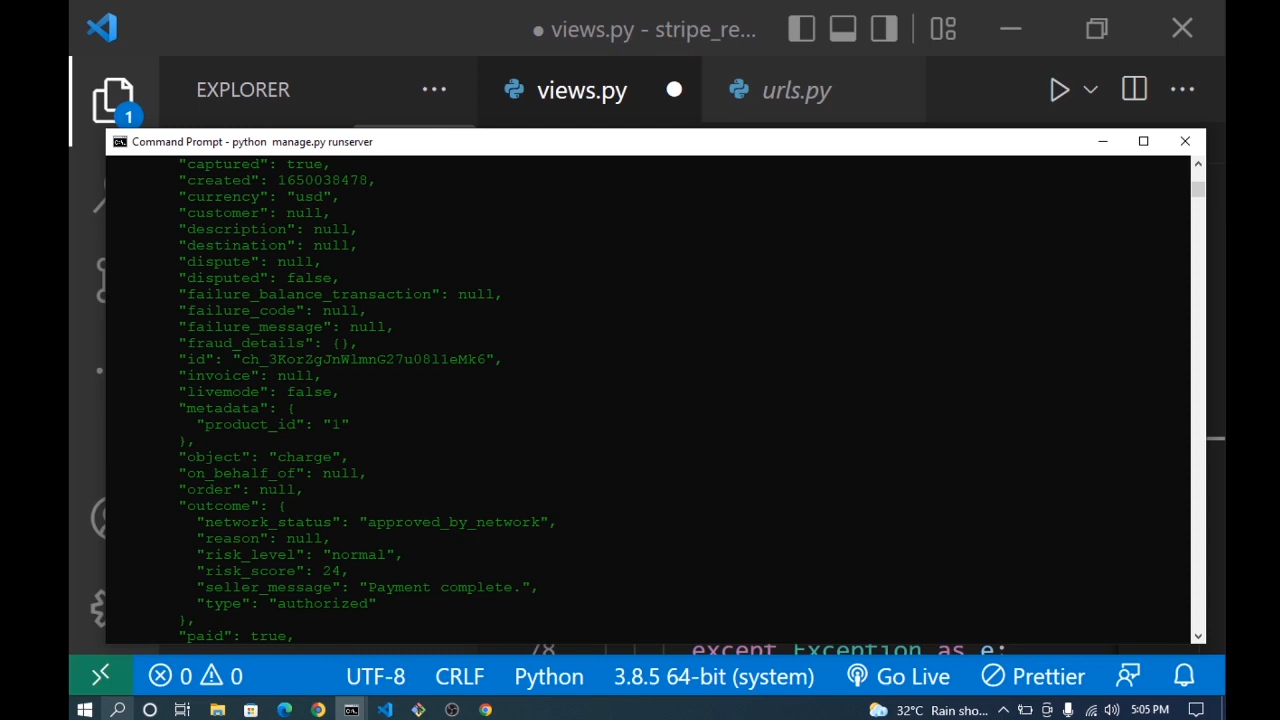 views.py - stripe_re...
EXPLORER
views.py
urls.py
1
Command Prompt - python manage.py runserver
"captured": true,
"created": 1650038478,
"currency": "usd",
"customer": null,
"description": null,
"destination": null,
"dispute": null,
"disputed": false,
"failure_balance_transaction": null,
"failure_code": null,
"failure_message": null,
"fraud_details": {},
"id": "ch_3KorZgJnWlmnG27u08l1eMk6",
"invoice": null,
"livemode": false,
"metadata": {
"product_id": "1"
},
"object": "charge",
"on_behalf_of": null,
"order": null,
"outcome": {
"network_status": "approved_by_network",
"reason": null,
"risk_level": "normal",
"risk_score": 24,
"seller_message": "Payment complete.",
"type": "authorized"
},
"paid": true,
78 except Exception as e:
0 0 UTF-8 CRLF Python 3.8.5 64-bit (system) Go Live Prettier
32°C Rain sho... 5:05 PM